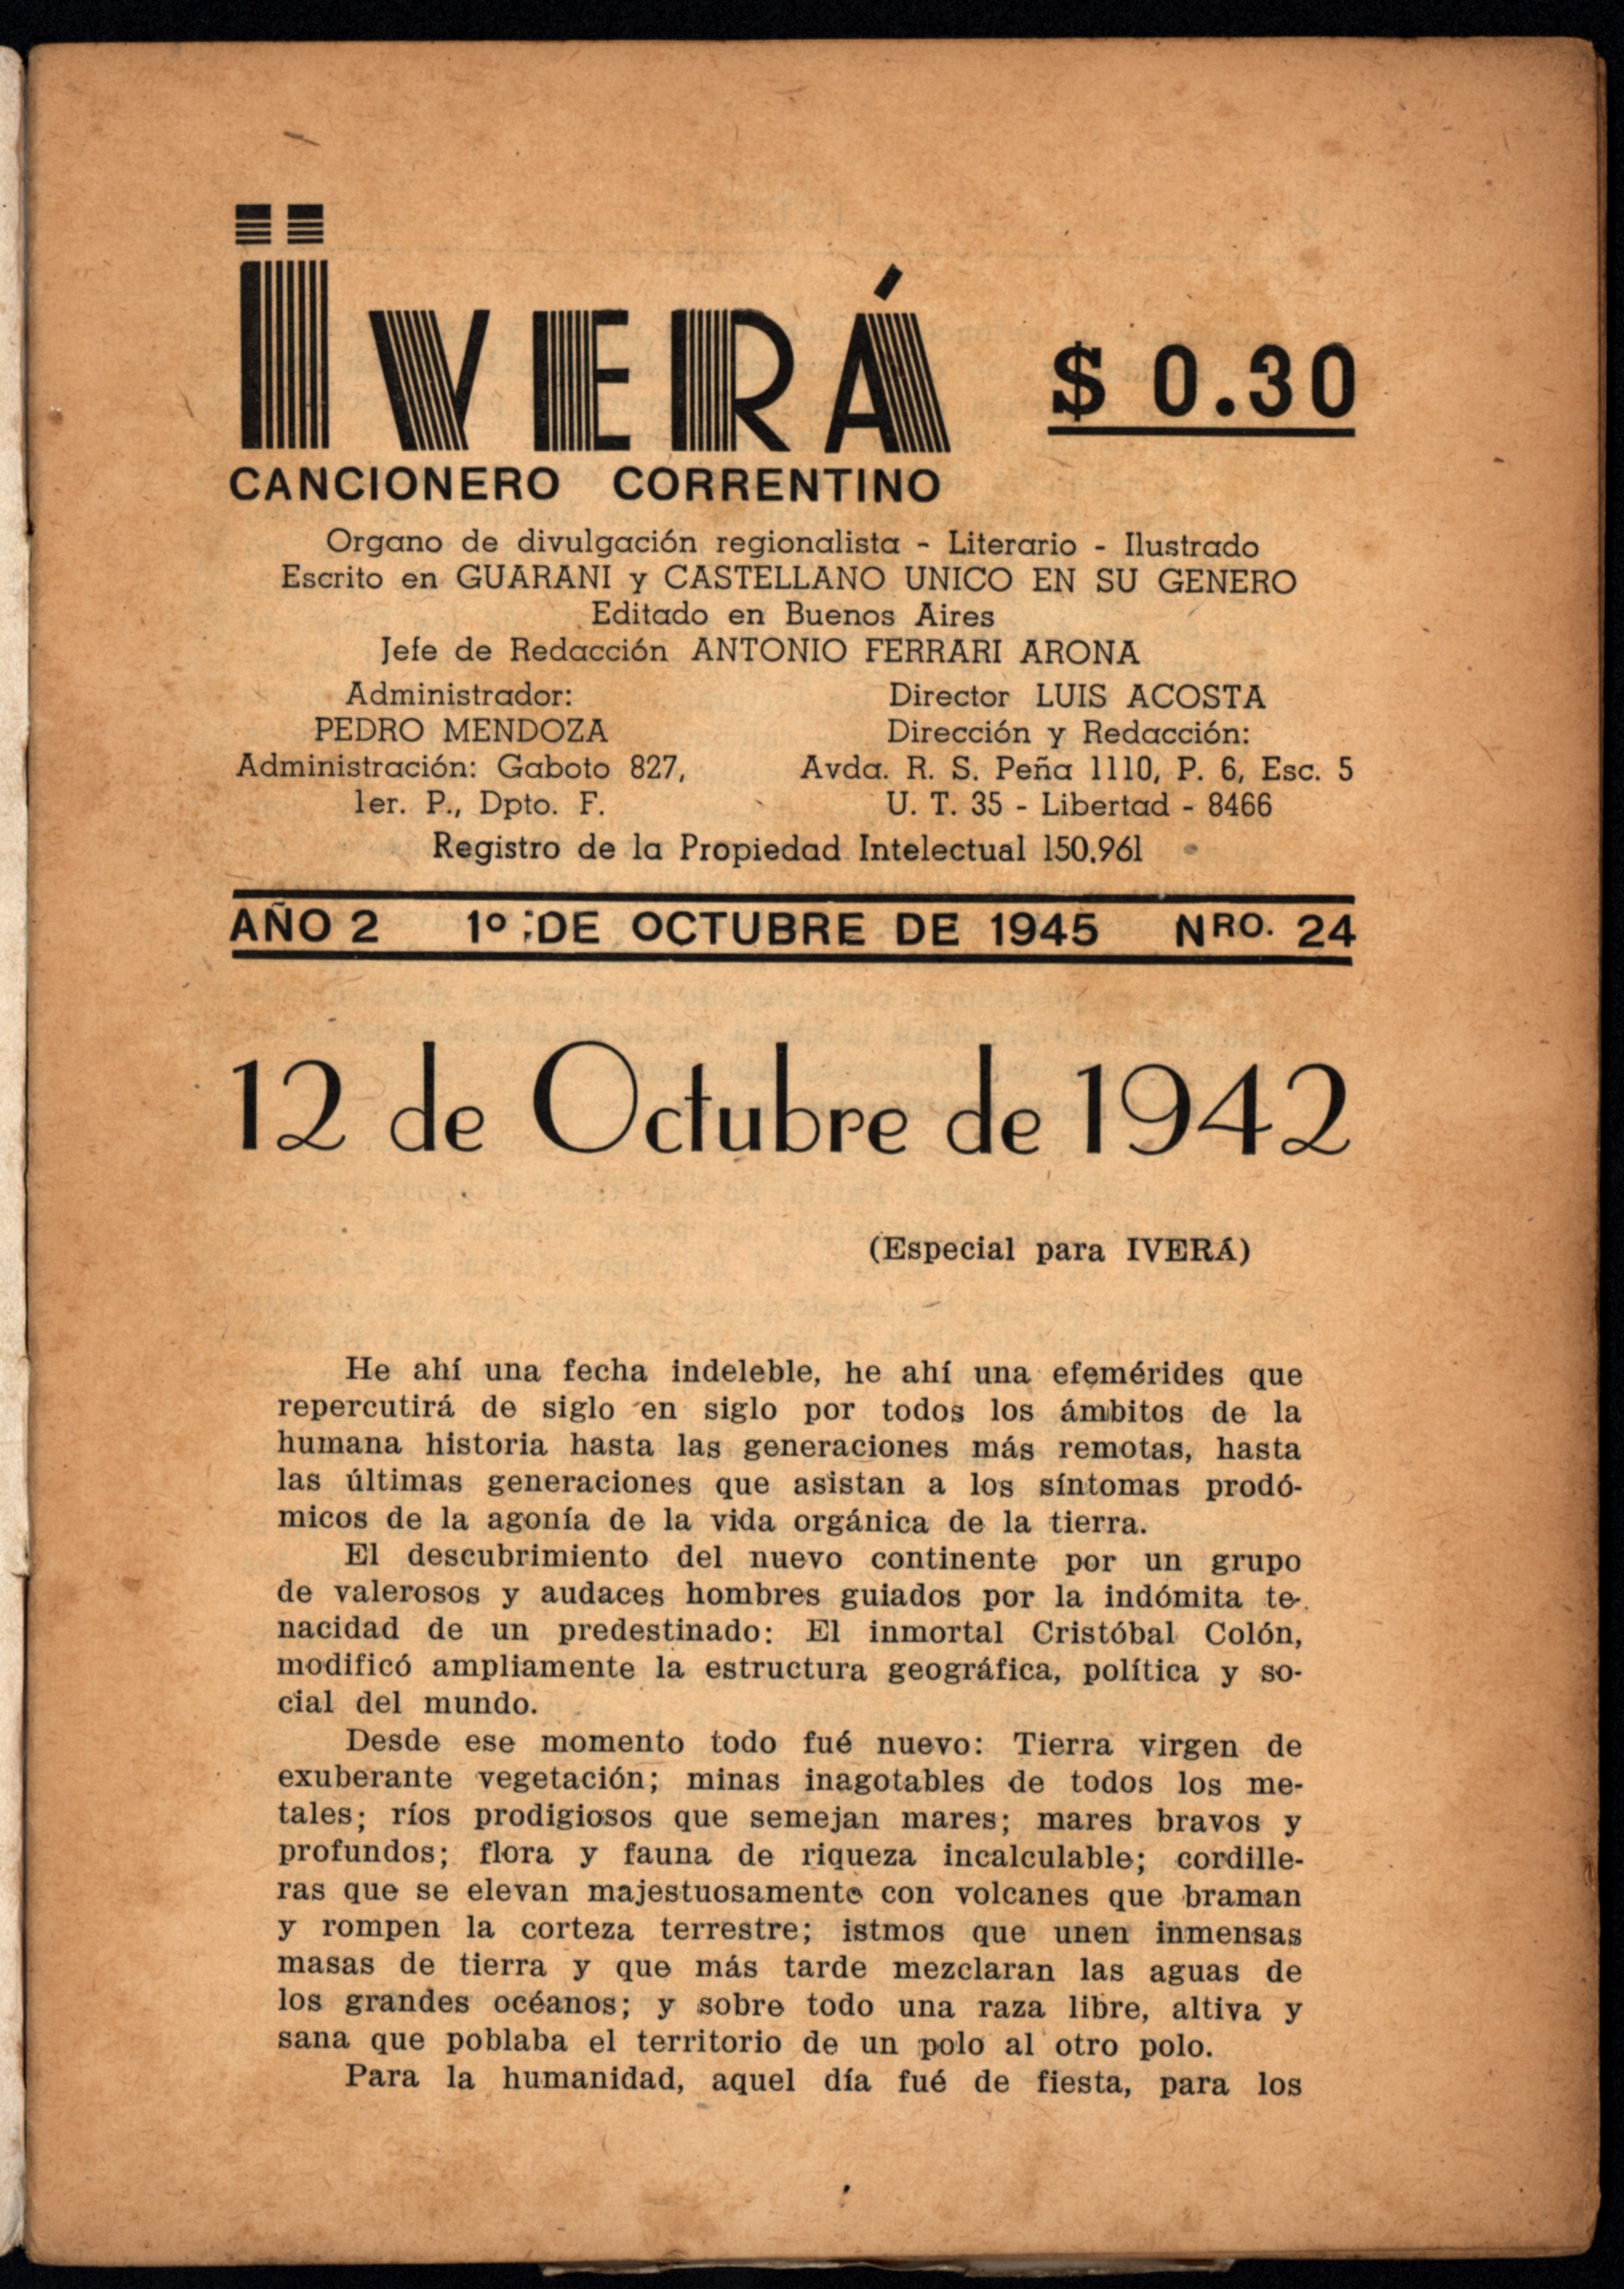 ÏVERÁ
$ 0.30
CANCIONERO CORRENTINO
Organo de divulgación regionalista - Literario - Ilustrado
Escrito en GUARANI y CASTELLANO UNICO EN SU GENERO
Editado en Buenos Aires
Jefe de Redacción ANTONIO FERRARI ARONA
Administrador:
PEDRO MENDOZA
Administración: Gaboto 827,
1er. P., Dpto. F.
Director LUIS ACOSTA
Dirección y Redacción:
Avda. R. S. Peña 1110, P. 6, Esc. 5
U. T. 35 - Libertad - 8466
Registro de la Propiedad Intelectual 150.961
AÑO 2 1º DE OCTUBRE DE 1945 NRO. 24
12 de Octubre de 1942
(Especial para IVERÁ)
He ahí una fecha indeleble, he ahí una efemérides que
repercutirá de siglo en siglo por todos los ámbitos de la
humana historia hasta las generaciones más remotas, hasta
las últimas generaciones que asistan a los síntomas prodó-
micos de la agonía de la vida orgánica de la tierra.
El descubrimiento del nuevo continente por un grupo
de valerosos y audaces hombres guiados por la indómita te-
nacidad de un predestinado: El inmortal Cristóbal Colón,
modificó ampliamente la estructura geográfica, política y so-
cial del mundo.
Desde ese momento todo fué nuevo: Tierra virgen de
exuberante vegetación; minas inagotables de todos los me-
tales; ríos prodigiosos que semejan mares; mares bravos y
profundos; flora y fauna de riqueza incalculable; cordille-
ras que se elevan majestuosamente con volcanes que braman
y rompen la corteza terrestre; istmos que unen inmensas
masas de tierra y que más tarde mezclaran las aguas de
los grandes océanos; y sobre todo una raza libre, altiva y
sana que poblaba el territorio de un polo al otro polo.
Para la humanidad, aquel día fué de fiesta, para los